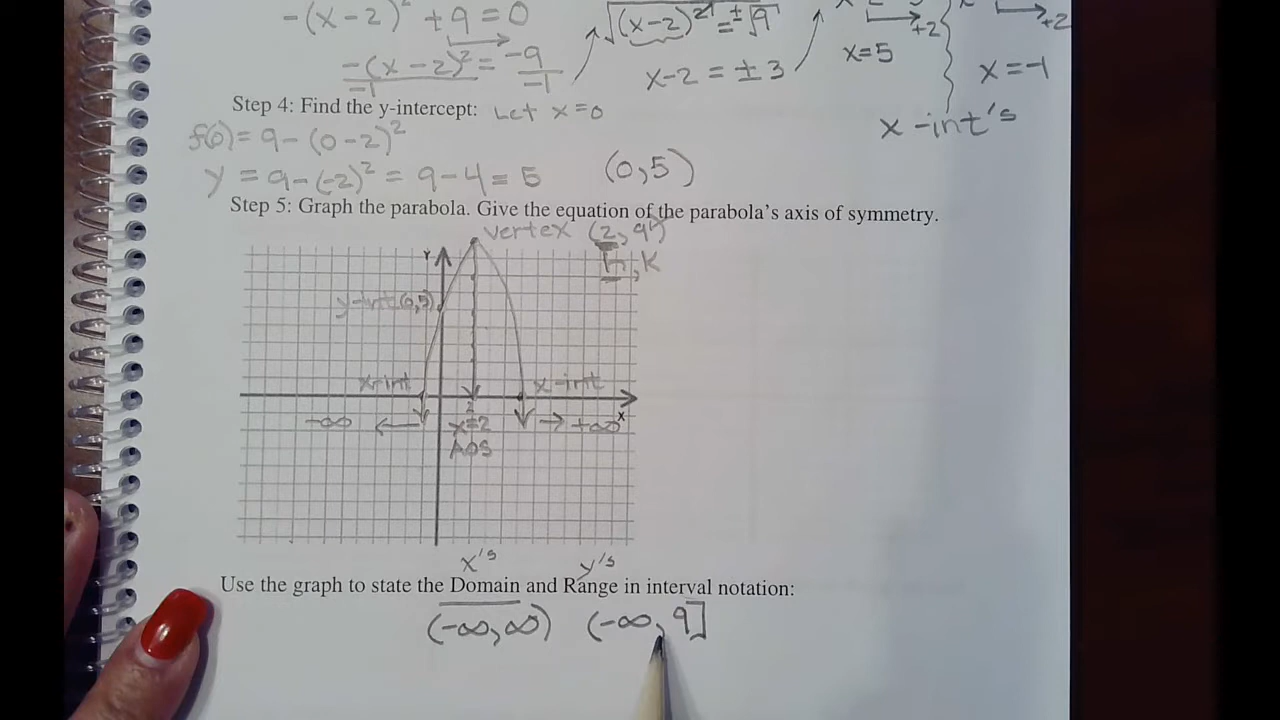 -(x-2)² + 9 = 0
√(x-2)² = ±√9
+2
+2
-(x-2)² = -9
-1 -1
x-2 = ±3
x=5
x=-1
Step 4: Find the y-intercept: Let x=0
x-int's
f(0) = 9-(0-2)²
y = 9-(-2)² = 9-4 = 5 (0,5)
Step 5: Graph the parabola. Give the equation of the parabola's axis of symmetry.
vertex (2, 9)
h, k
Y
y-int (0,5)
x-int
x-int
x
2
-∞
x=2
+∞
AOS
x's y's
Use the graph to state the Domain and Range in interval notation:
(-∞,∞) (-∞, 9]